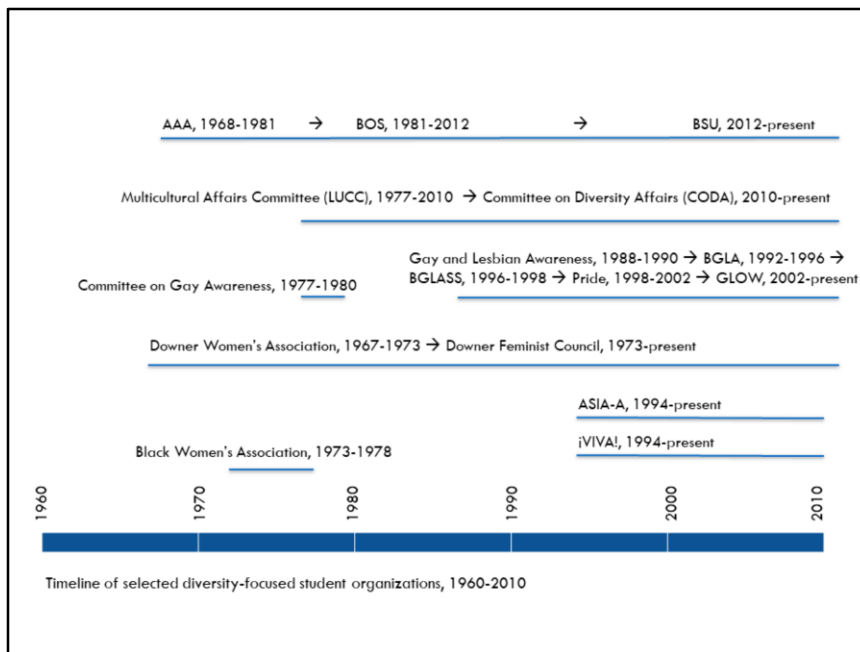 AAA, 1968-1981 → BOS, 1981-2012 → BSU, 2012-present
Multicultural Affairs Committee (LUCC), 1977-2010 → Committee on Diversity Affairs (CODA), 2010-present
Gay and Lesbian Awareness, 1988-1990 → BGLA, 1992-1996 →
BGLASS, 1996-1998 → Pride, 1998-2002 → GLOW, 2002-present
Committee on Gay Awareness, 1977-1980
Downer Women's Association, 1967-1973 → Downer Feminist Council, 1973-present
ASIA-A, 1994-present
¡VIVA!, 1994-present
Black Women's Association, 1973-1978
1960 1970 1980 1990 2000 2010
Timeline of selected diversity-focused student organizations, 1960-2010